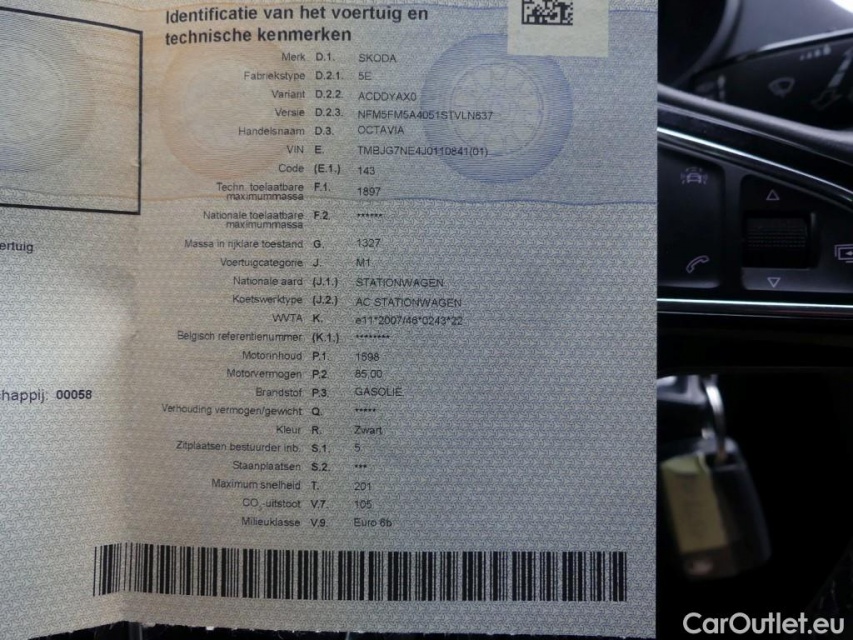 Identificatie van het voertuig en
technische kenmerken
Merk D.1. SKODA
Fabriekstype D.2.1. 5E
Variant D.2.2. ACDDYAX0
Versie D.2.3. NFM5FM5A4051STVLN837
Handelsnaam D.3. OCTAVIA
VIN E. TMBJG7NE4J0110841(01)
Code (E.1.) 143
Techn. toelaatbare maximummassa F.1. 1897
Nationale toelaatbare maximummassa F.2. ******
ertuig
Massa in rijklare toestand G. 1327
Voertuigcategorie J. M1
Nationale aard (J.1.) STATIONWAGEN
Koetswerktype (J.2.) AC STATIONWAGEN
WVTA K. e11*2007/46*0243*22
Belgisch referentienummer (K.1.) ********
Motorinhoud P.1. 1598
Motorvermogen P.2. 85,00
Brandstof P.3 GASOLIE
happij: 00058
Verhouding vermogen/gewicht Q. *****
Kleur R. Zwart
Zitplaatsen bestuurder inb. S.1. 5
Staanplaatsen S.2. ***
Maximum snelheid T. 201
CO₂-uitstoot V.7. 105
Milieuklasse V.9. Euro 6b
CarOutlet.eu